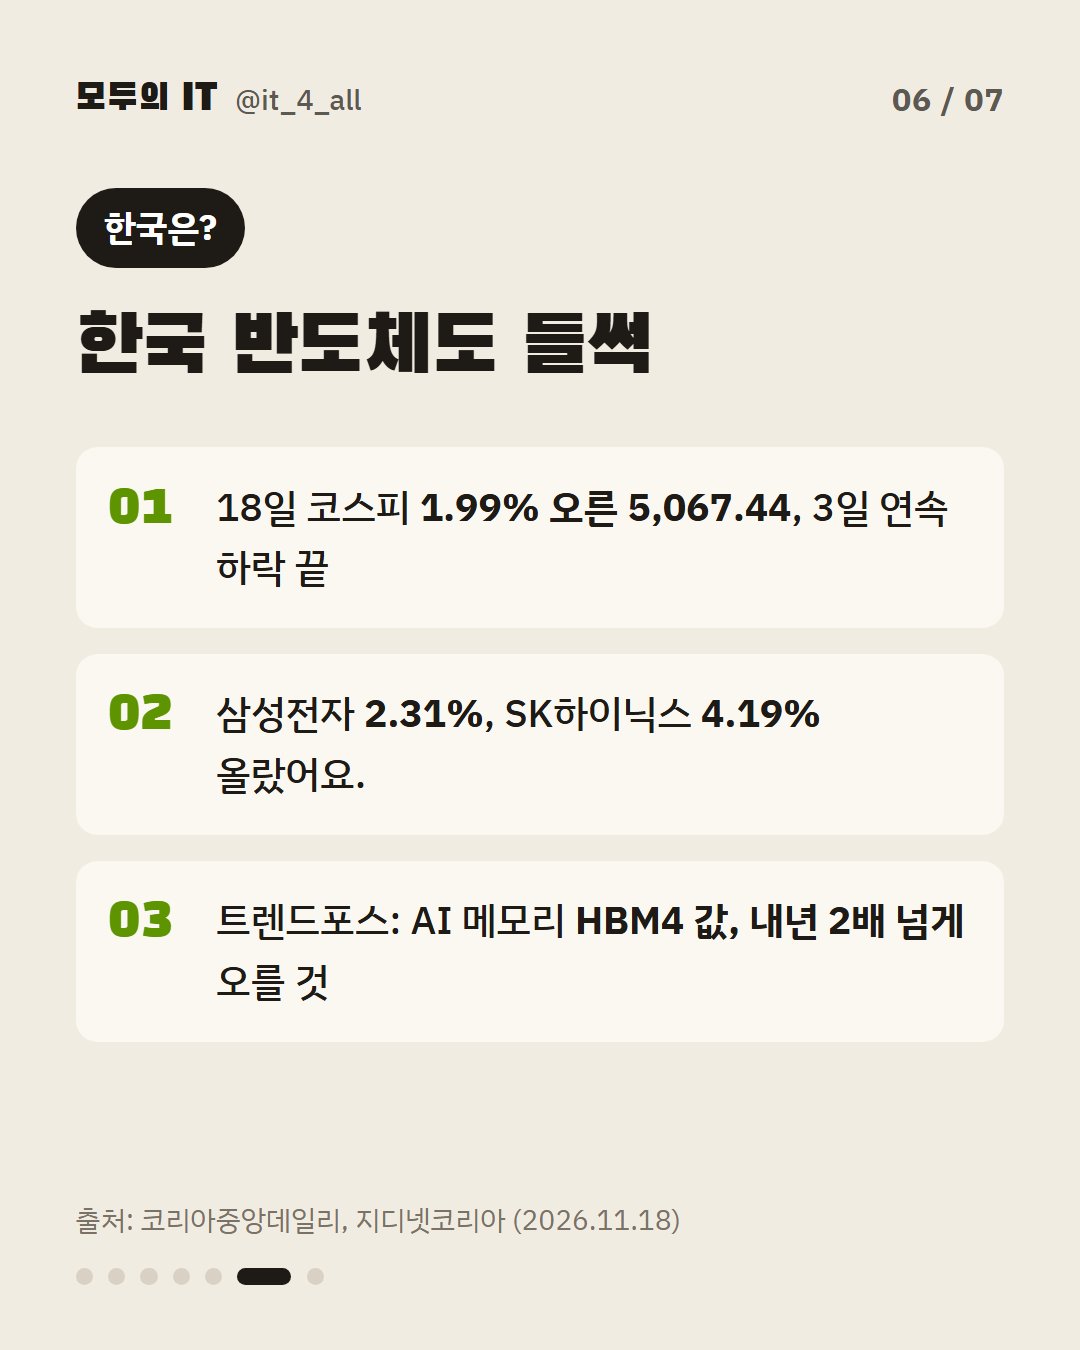 모두의 IT @it_4_all
06 / 07
한국은?
한국 반도체도 들썩
01 18일 코스피 1.99% 오른 5,067.44, 3일 연속
하락 끝
02 삼성전자 2.31%, SK하이닉스 4.19%
올랐어요.
03 트렌드포스: AI 메모리 HBM4 값, 내년 2배 넘게
오를 것
출처: 코리아중앙데일리, 지디넷코리아 (2026.11.18)